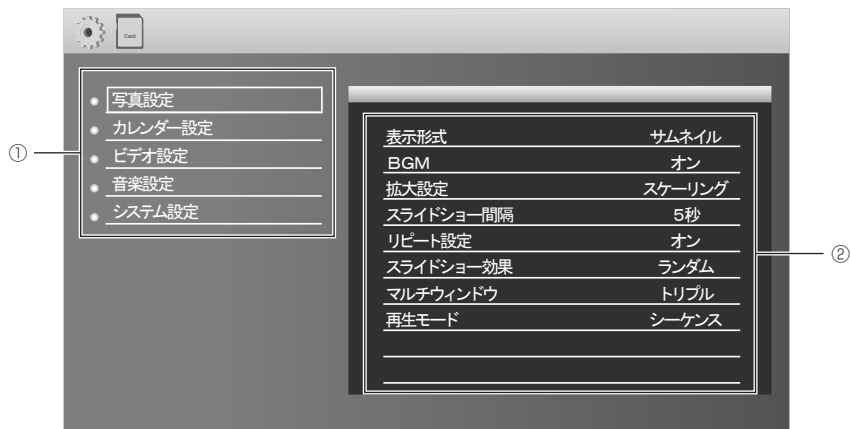 Card
①
写真設定
カレンダー設定
ビデオ設定
音楽設定
システム設定
表示形式 サムネイル
BGM オン
拡大設定 スケーリング
スライドショー間隔 5秒
リピート設定 オン
スライドショー効果 ランダム
マルチウィンドウ トリプル
再生モード シーケンス
②